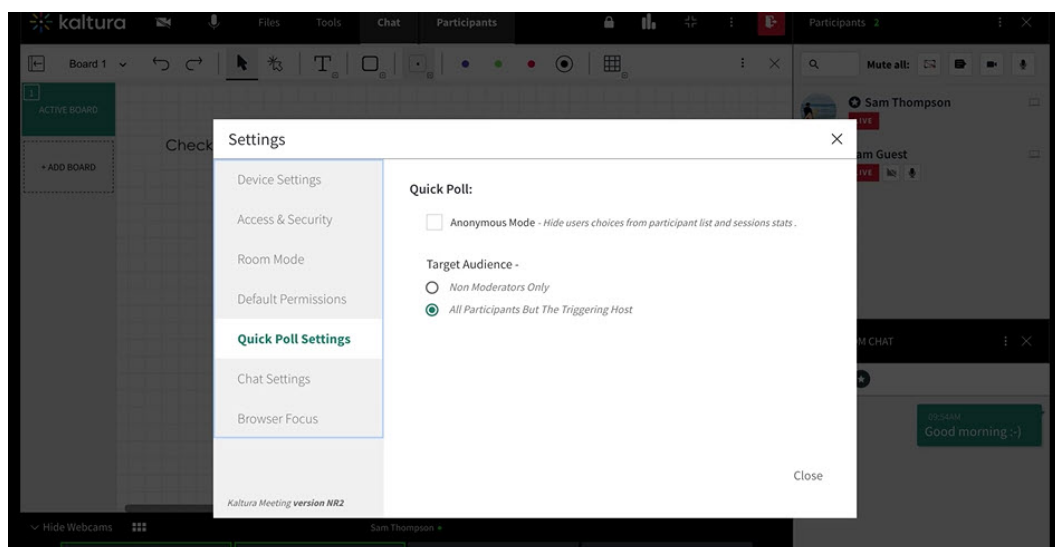 kaltura
Files
Tools
Chat
Participants
Participants 2
Board 1
Mute all:
1
ACTIVE BOARD
+ ADD BOARD
Check
Sam Thompson
LIVE
am Guest
LIVE
Settings
Device Settings
Access & Security
Room Mode
Default Permissions
Quick Poll Settings
Chat Settings
Browser Focus
Kaltura Meeting version NR2
Quick Poll:
Anonymous Mode - Hide users choices from participant list and sessions stats .
Target Audience -
Non Moderators Only
All Participants But The Triggering Host
Close
M CHAT
09:54AM
Good morning :-)
Hide Webcams
Sam Thompson